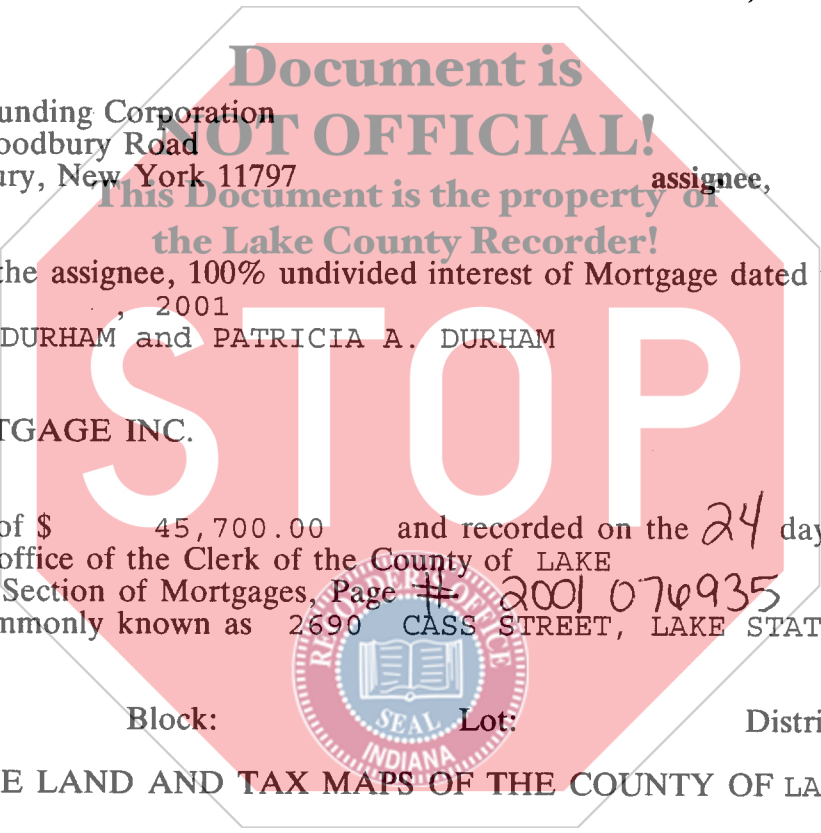 Document is
unding Corporation
NOT OFFICIAL!
oodbury Road
ury, New York 11797 assignee,
This Document is the property of
the Lake County Recorder!
the assignee, 100% undivided interest of Mortgage dated
, 2001
DURHAM and PATRICIA A. DURHAM
STOP
TGAGE INC.
of $ 45,700.00 and recorded on the 24 day
office of the Clerk of the County of LAKE
Section of Mortgages, Page # 2001 076935
mmonly known as 2690 CASS STREET, LAKE STAT
RECORDER'S OFFICE
SEAL
INDIANA
Block: Lot: Distri
E LAND AND TAX MAPS OF THE COUNTY OF LA